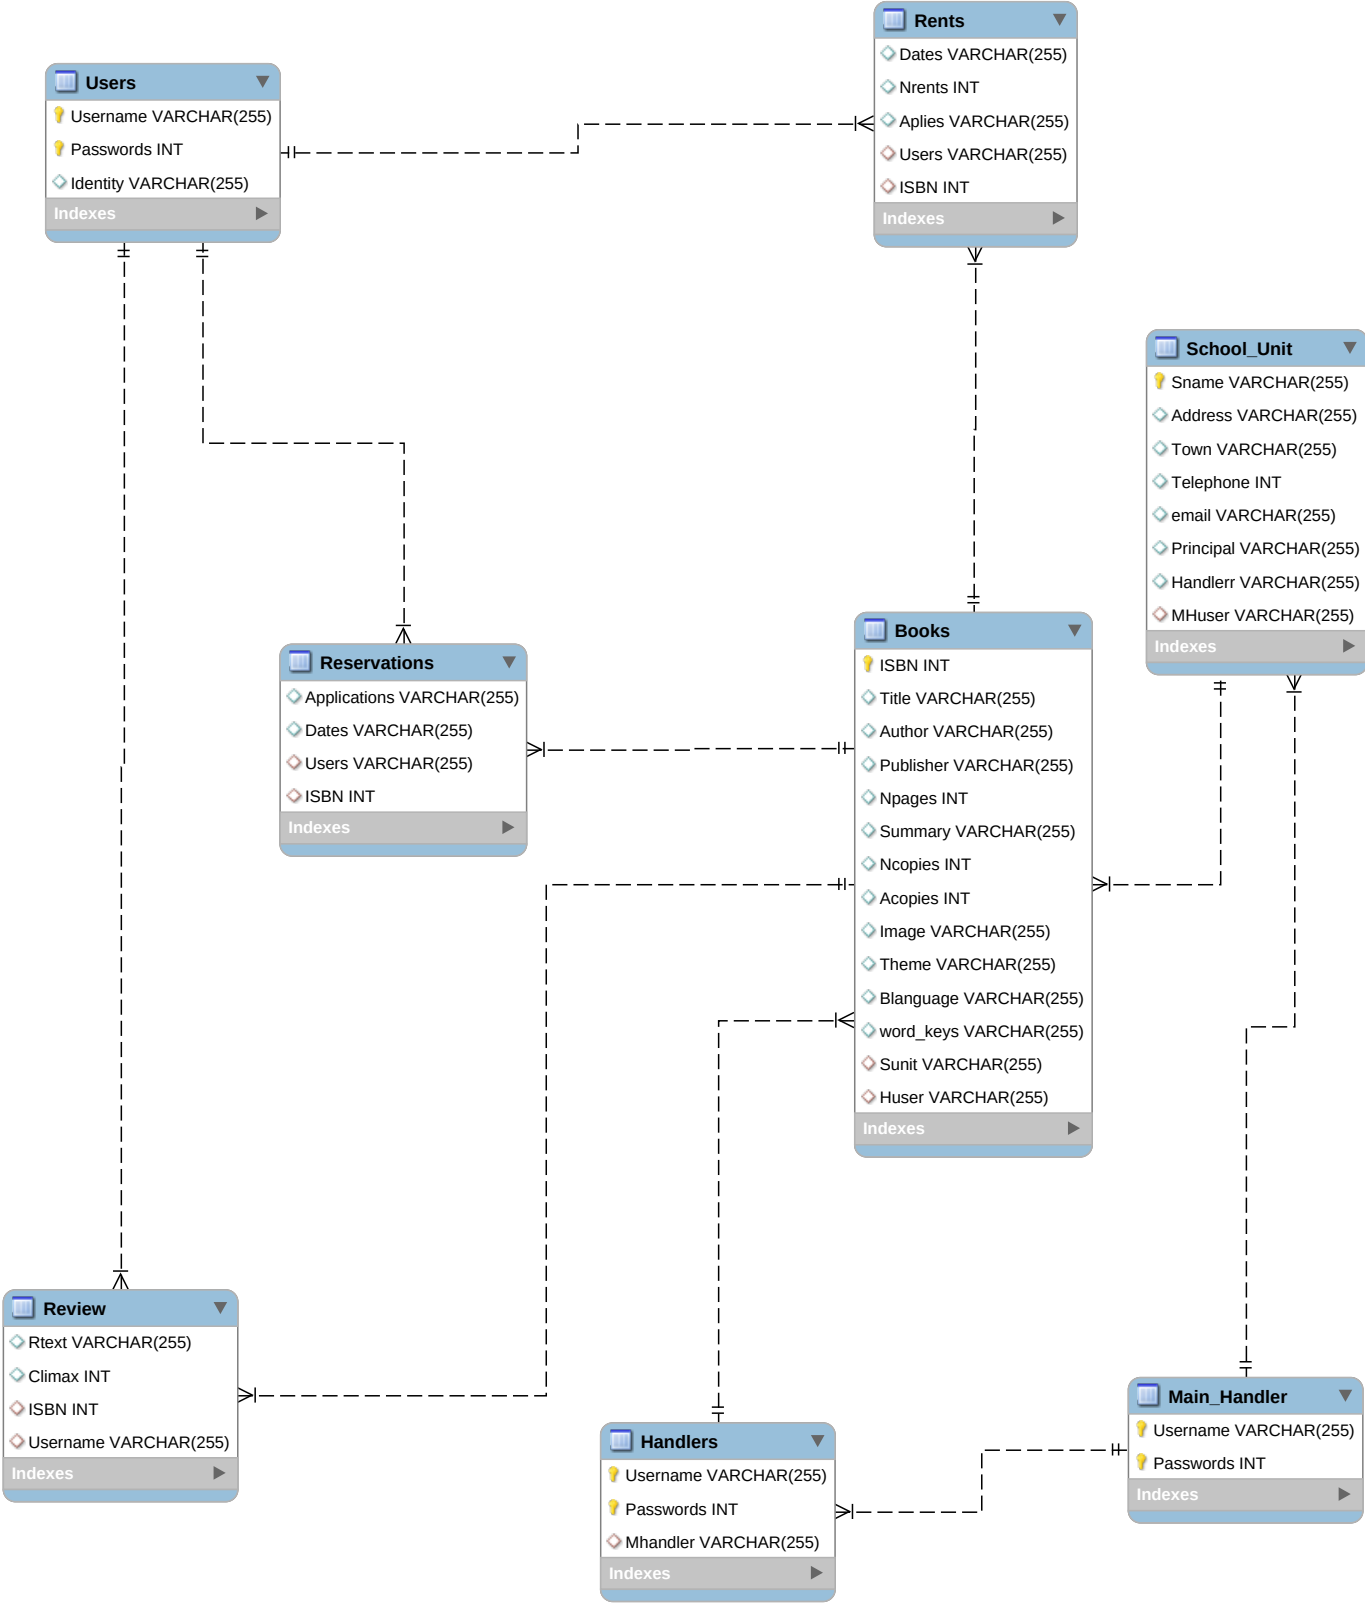 Rents
Dates VARCHAR(255)
Nrents INT
Aplies VARCHAR(255)
Users VARCHAR(255)
ISBN INT
Indexes
Users
Username VARCHAR(255)
Passwords INT
Identity VARCHAR(255)
Indexes
School_Unit
Sname VARCHAR(255)
Address VARCHAR(255)
Town VARCHAR(255)
Telephone INT
email VARCHAR(255)
Principal VARCHAR(255)
Handlerr VARCHAR(255)
MHuser VARCHAR(255)
Indexes
Books
ISBN INT
Title VARCHAR(255)
Author VARCHAR(255)
Publisher VARCHAR(255)
Npages INT
Summary VARCHAR(255)
Ncopies INT
Acopies INT
Image VARCHAR(255)
Theme VARCHAR(255)
Blanguage VARCHAR(255)
word_keys VARCHAR(255)
Sunit VARCHAR(255)
Huser VARCHAR(255)
Indexes
Reservations
Applications VARCHAR(255)
Dates VARCHAR(255)
Users VARCHAR(255)
ISBN INT
Indexes
Review
Rtext VARCHAR(255)
Climax INT
ISBN INT
Username VARCHAR(255)
Indexes
Handlers
Username VARCHAR(255)
Passwords INT
Mhandler VARCHAR(255)
Indexes
Main_Handler
Username VARCHAR(255)
Passwords INT
Indexes